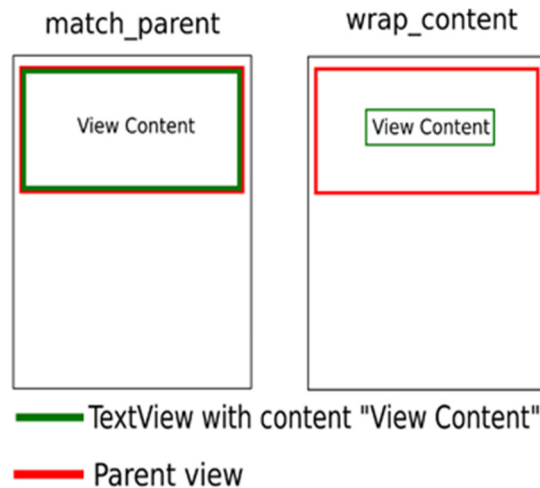 match_parent
wrap_content
View Content
View Content
TextView with content "View Content"
Parent view